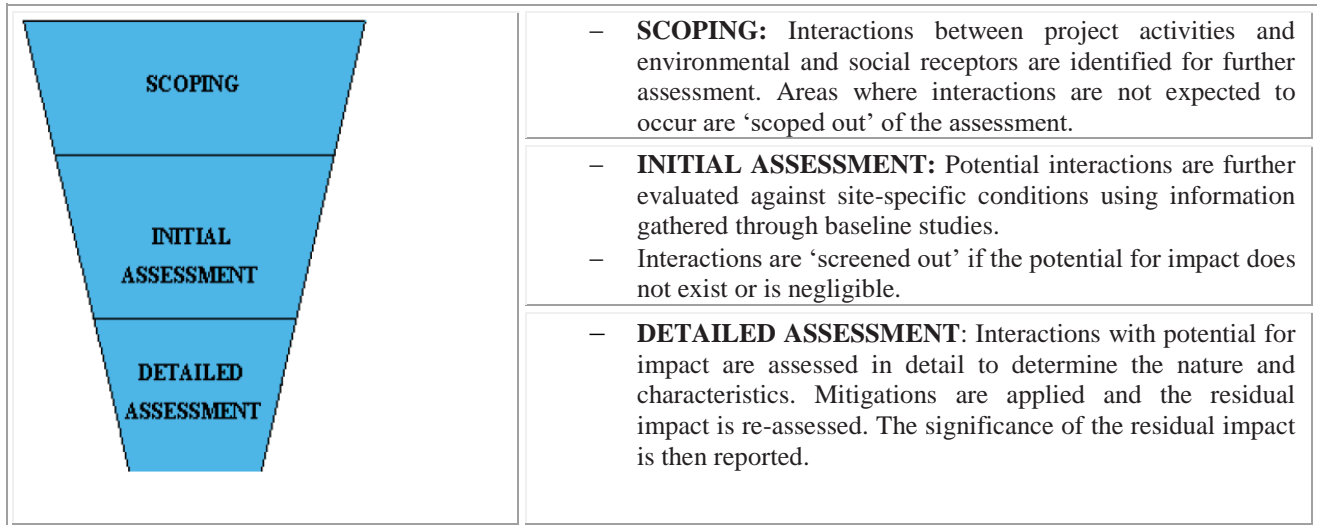 SCOPING
– SCOPING: Interactions between project activities and
environmental and social receptors are identified for further
assessment. Areas where interactions are not expected to
occur are ‘scoped out’ of the assessment.
INITIAL
ASSESSMENT
– INITIAL ASSESSMENT: Potential interactions are further
evaluated against site-specific conditions using information
gathered through baseline studies.
– Interactions are ‘screened out’ if the potential for impact does
not exist or is negligible.
DETAILED
ASSESSMENT
– DETAILED ASSESSMENT: Interactions with potential for
impact are assessed in detail to determine the nature and
characteristics. Mitigations are applied and the residual
impact is re-assessed. The significance of the residual impact
is then reported.